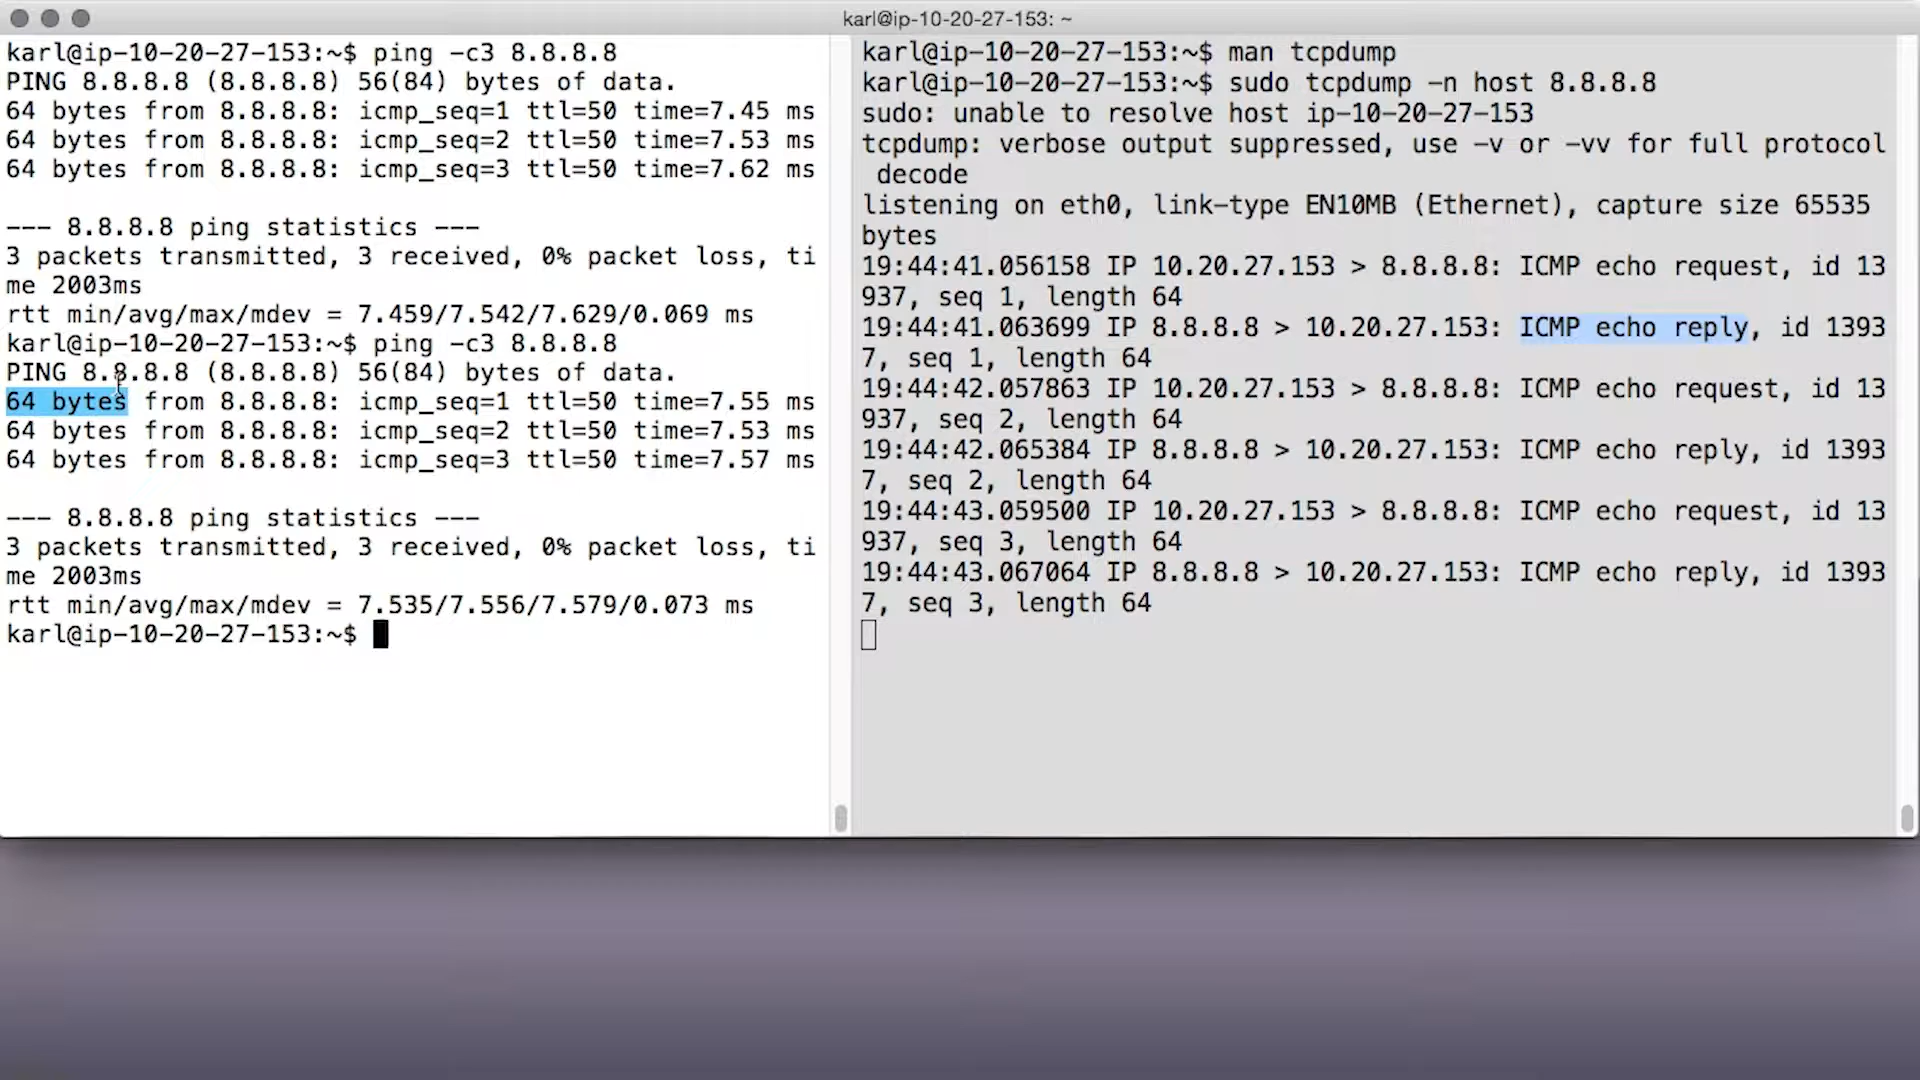 karl@ip-10-20-27-153: ~
karl@ip-10-20-27-153:~$ ping -c3 8.8.8.8
PING 8.8.8.8 (8.8.8.8) 56(84) bytes of data.
64 bytes from 8.8.8.8: icmp_seq=1 ttl=50 time=7.45 ms
64 bytes from 8.8.8.8: icmp_seq=2 ttl=50 time=7.53 ms
64 bytes from 8.8.8.8: icmp_seq=3 ttl=50 time=7.62 ms
--- 8.8.8.8 ping statistics ---
3 packets transmitted, 3 received, 0% packet loss, ti
me 2003ms
rtt min/avg/max/mdev = 7.459/7.542/7.629/0.069 ms
karl@ip-10-20-27-153:~$ ping -c3 8.8.8.8
PING 8.8.8.8 (8.8.8.8) 56(84) bytes of data.
64 bytes from 8.8.8.8: icmp_seq=1 ttl=50 time=7.55 ms
64 bytes from 8.8.8.8: icmp_seq=2 ttl=50 time=7.53 ms
64 bytes from 8.8.8.8: icmp_seq=3 ttl=50 time=7.57 ms
--- 8.8.8.8 ping statistics ---
3 packets transmitted, 3 received, 0% packet loss, ti
me 2003ms
rtt min/avg/max/mdev = 7.535/7.556/7.579/0.073 ms
karl@ip-10-20-27-153:~$
karl@ip-10-20-27-153:~$ man tcpdump
karl@ip-10-20-27-153:~$ sudo tcpdump -n host 8.8.8.8
sudo: unable to resolve host ip-10-20-27-153
tcpdump: verbose output suppressed, use -v or -vv for full protocol
decode
listening on eth0, link-type EN10MB (Ethernet), capture size 65535
bytes
19:44:41.056158 IP 10.20.27.153 > 8.8.8.8: ICMP echo request, id 13
937, seq 1, length 64
19:44:41.063699 IP 8.8.8.8 > 10.20.27.153: ICMP echo reply, id 1393
7, seq 1, length 64
19:44:42.057863 IP 10.20.27.153 > 8.8.8.8: ICMP echo request, id 13
937, seq 2, length 64
19:44:42.065384 IP 8.8.8.8 > 10.20.27.153: ICMP echo reply, id 1393
7, seq 2, length 64
19:44:43.059500 IP 10.20.27.153 > 8.8.8.8: ICMP echo request, id 13
937, seq 3, length 64
19:44:43.067064 IP 8.8.8.8 > 10.20.27.153: ICMP echo reply, id 1393
7, seq 3, length 64